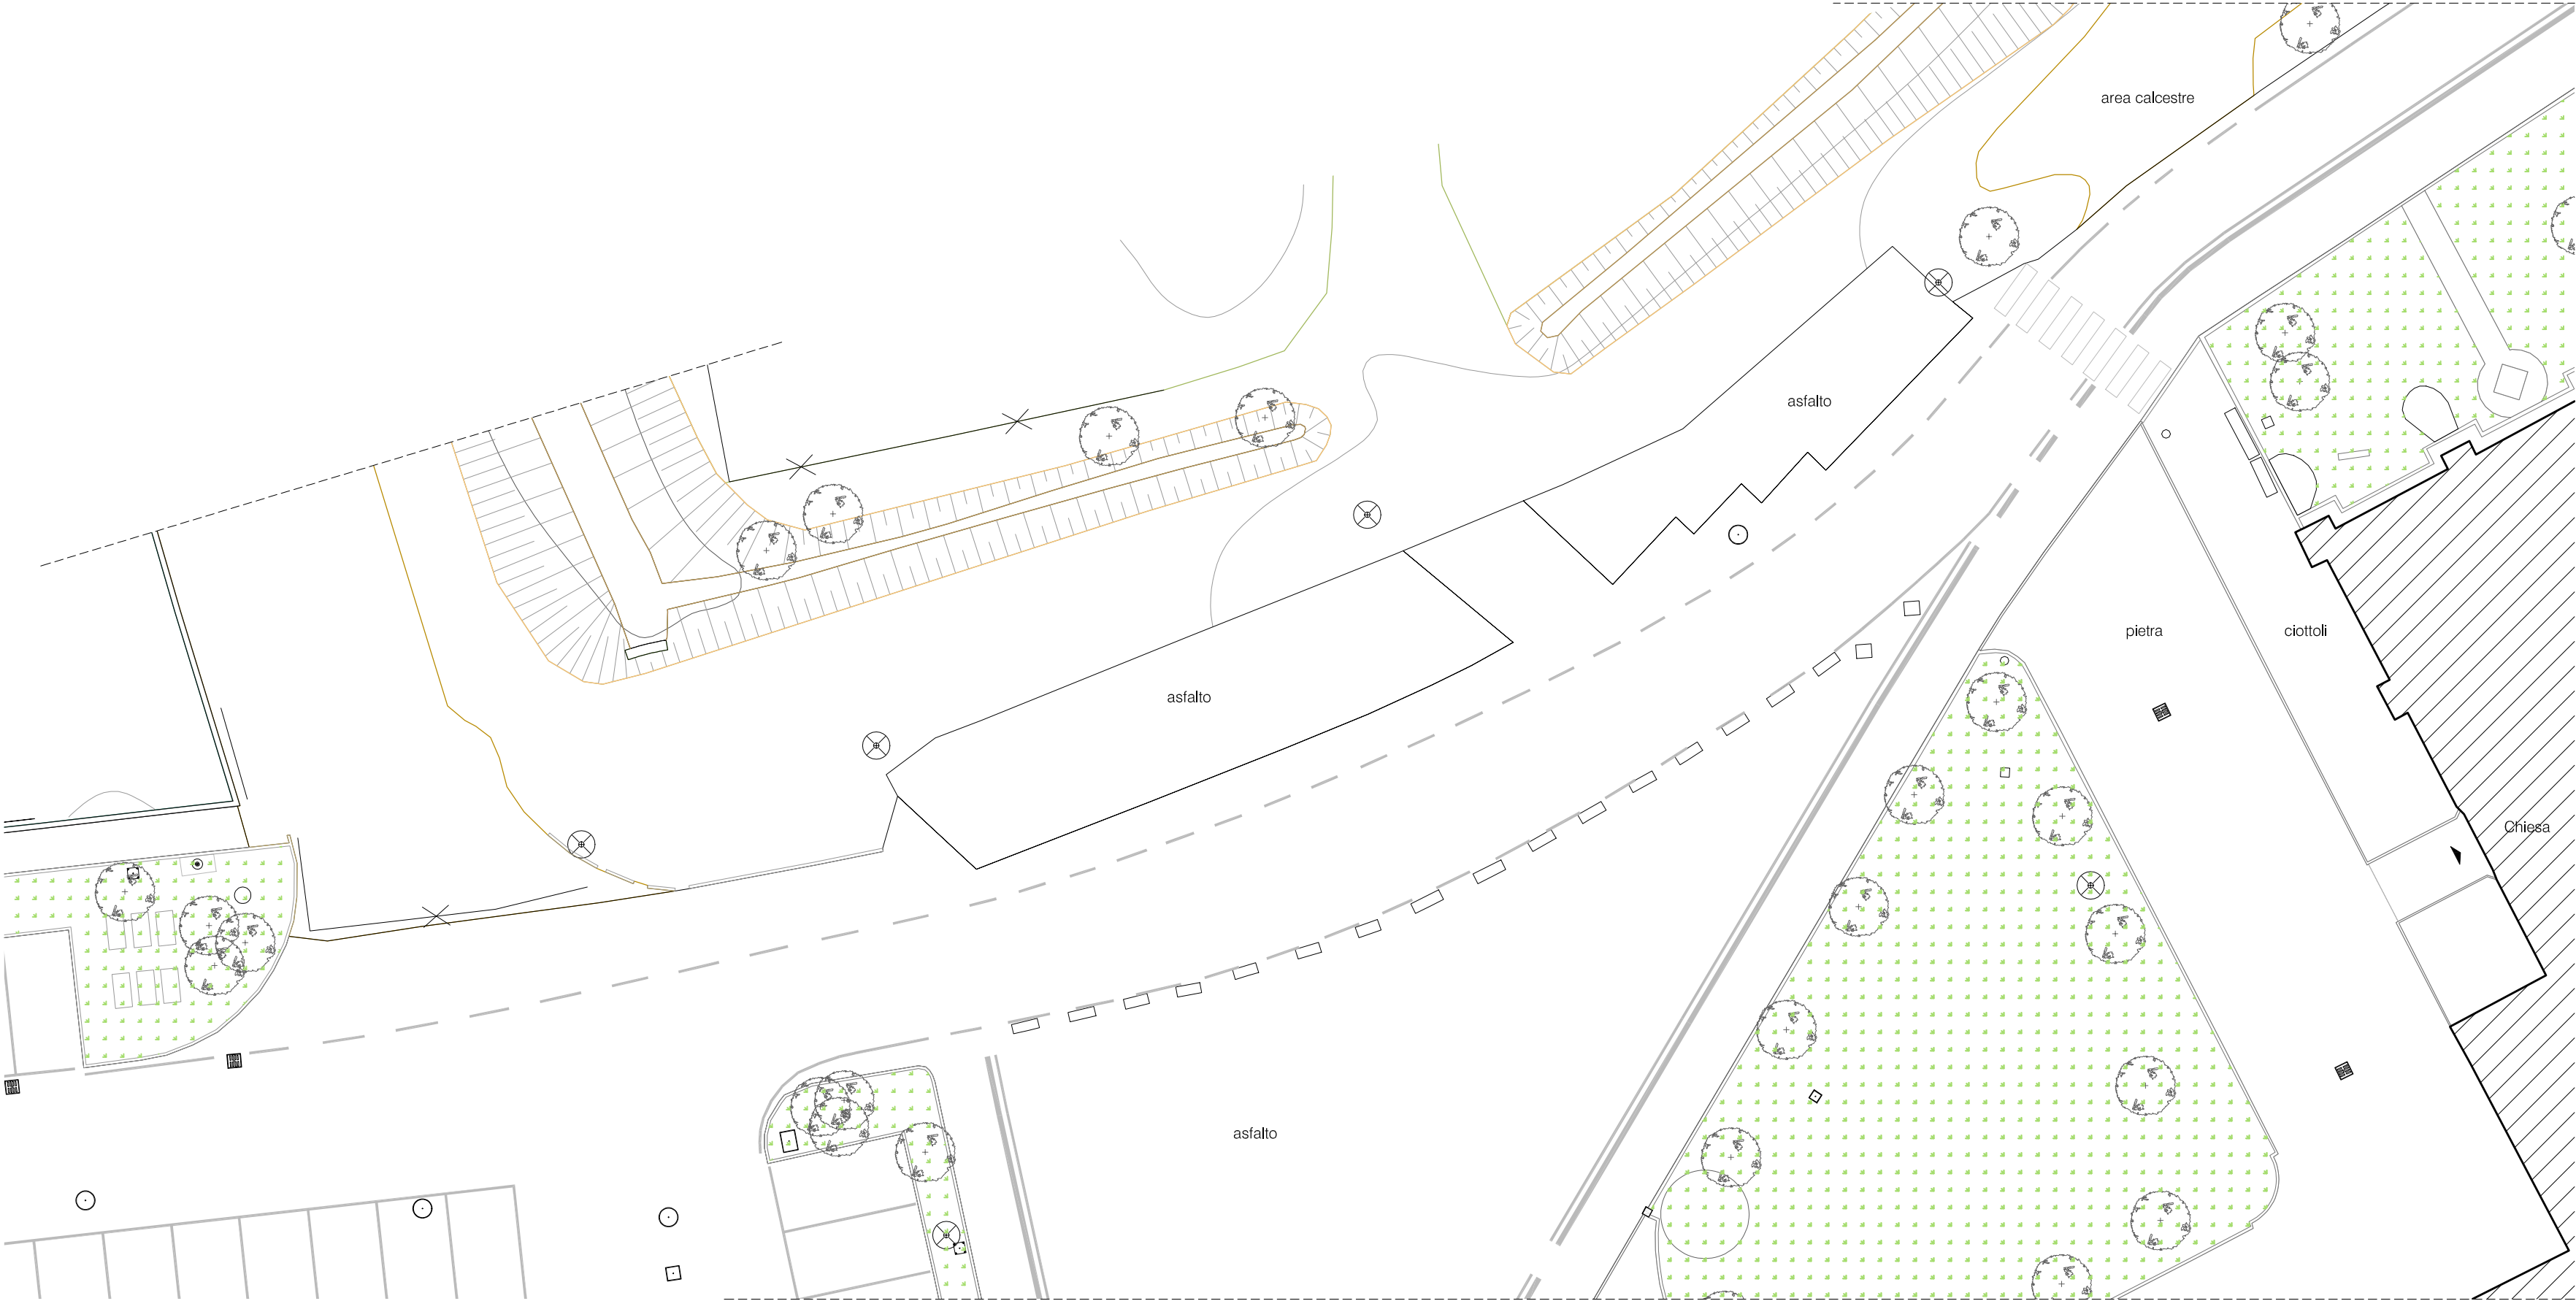 area calcestre
asfalto
pietra
ciottoli
asfalto
Chiesa
asfalto